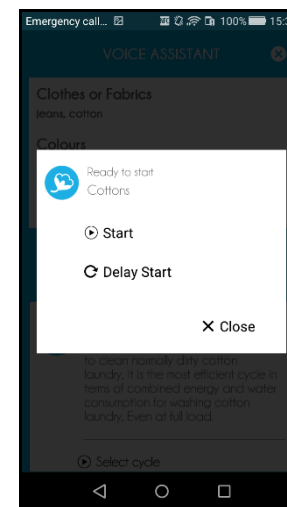 Emergency call... 100% 15:3
VOICE ASSISTANT
Clothes or Fabrics
jeans, cotton
Colours
Ready to start
Cottons
Start
Delay Start
Close
to clean normally dirty cotton
laundry. It is the most efficient cycle in
terms of combined energy and water
consumption for washing cotton
laundry. Even at full load.
Select cycle